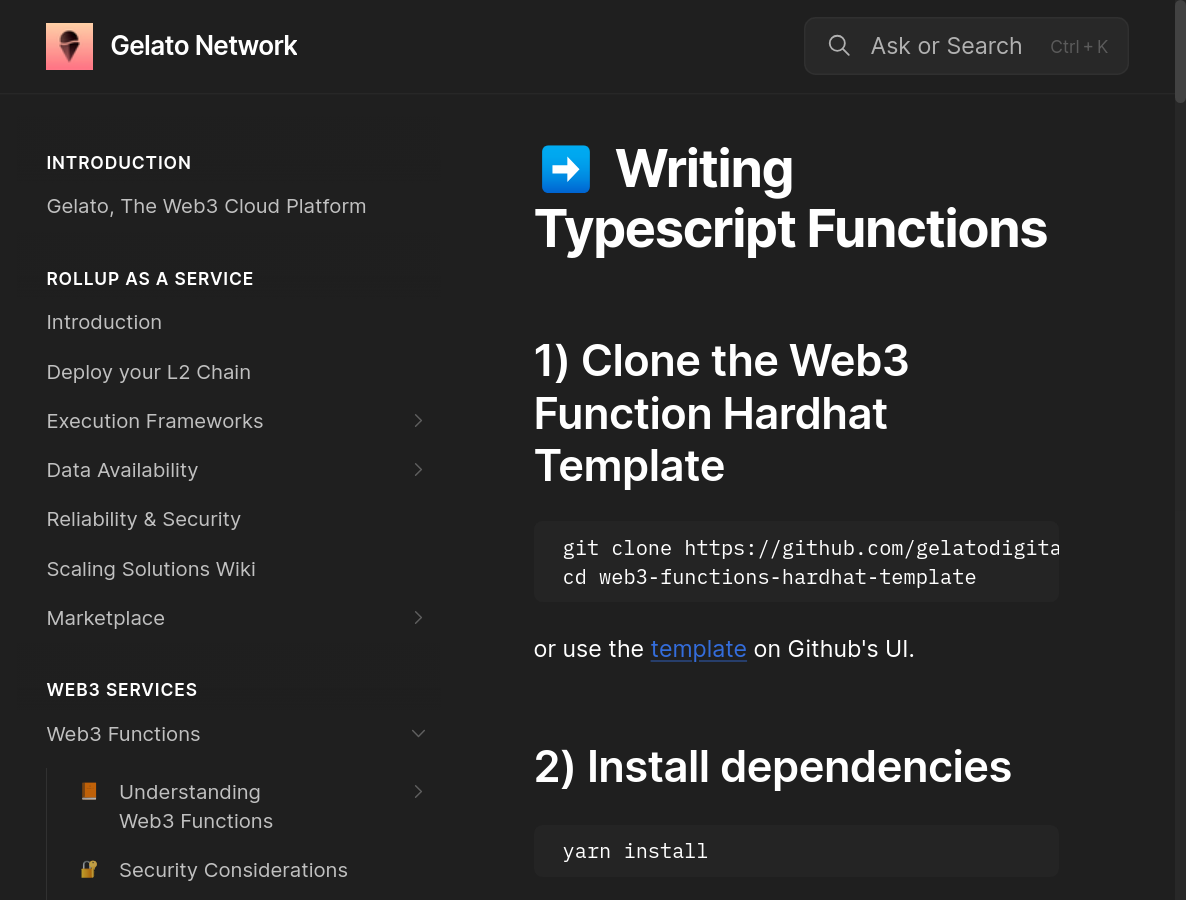 Gelato Network
Ask or Search Ctrl + K
INTRODUCTION
Gelato, The Web3 Cloud Platform
ROLLUP AS A SERVICE
Introduction
Deploy your L2 Chain
Execution Frameworks
Data Availability
Reliability & Security
Scaling Solutions Wiki
Marketplace
WEB3 SERVICES
Web3 Functions
Understanding
Web3 Functions
Security Considerations
➡️ Writing
Typescript Functions
1) Clone the Web3
Function Hardhat
Template
git clone https://github.com/gelatodigita
cd web3-functions-hardhat-template
or use the template on Github's UI.
2) Install dependencies
yarn install